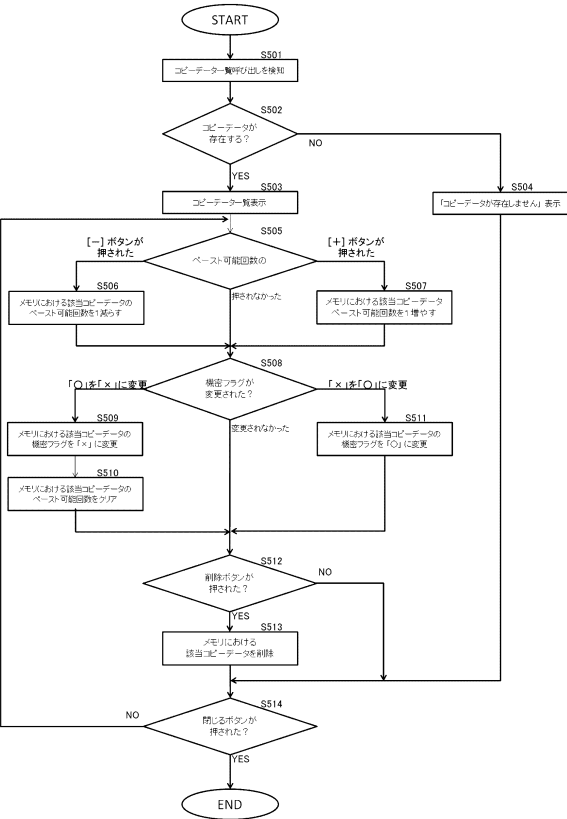 START
S501
コピーデータ一覧呼び出しを検知
S502
コピーデータが
存在する？
NO
YES
S503
コピーデータ一覧表示
S504
「コピーデータが存在しません」表示
S505
ペースト可能回数の
[－] ボタンが
押された
[＋] ボタンが
押された
押されなかった
S506
メモリにおける該当コピーデータの
ペースト可能回数を1減らす
S507
メモリにおける該当コピーデータ
ペースト可能回数を1増やす
S508
機密フラグが
変更された？
「〇」を「×」に変更
「×」を「〇」に変更
変更されなかった
S509
メモリにおける該当コピーデータの
機密フラグを「×」に変更
S511
メモリにおける該当コピーデータの
機密フラグを「〇」に変更
S510
メモリにおける該当コピーデータの
ペースト可能回数をクリア
S512
削除ボタンが
押された？
NO
YES
S513
メモリにおける
該当コピーデータを削除
S514
閉じるボタンが
押された？
NO
YES
END